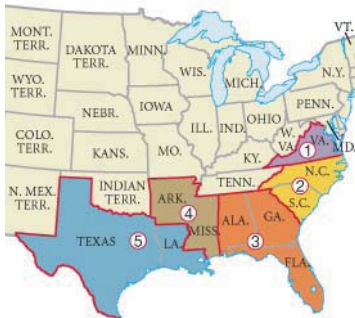 VT.
MONT.
TERR.
DAKOTA
TERR.
MINN.
WIS.
MICH.
N.Y.
WYO.
TERR.
IOWA
PENN.
NEBR.
ILL.
IND.
OHIO
W.
VA.
VA.
MD.
COLO.
TERR.
KANS.
MO.
KY.
1
N. MEX.
TERR.
INDIAN
TERR.
TENN.
N.C.
2
ARK.
4
S.C.
TEXAS
5
LA.
MISS.
ALA.
GA.
3
FLA.